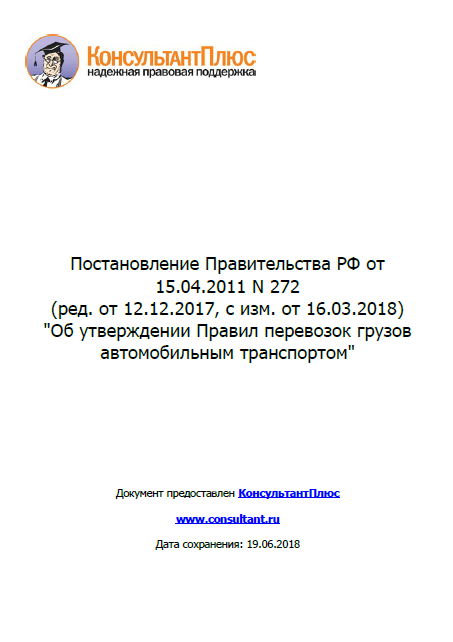 КонсультантПлюс
надежная правовая поддержка
Постановление Правительства РФ от
15.04.2011 N 272
(ред. от 12.12.2017, с изм. от 16.03.2018)
"Об утверждении Правил перевозок грузов
автомобильным транспортом"
Документ предоставлен КонсультантПлюс
www.consultant.ru
Дата сохранения: 19.06.2018